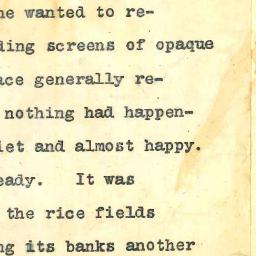 he wanted to re-
ding screens of opaque
ace generally re-
nothing had happen-
iet and almost happy.
eady.   It was
the rice fields
ng its banks another